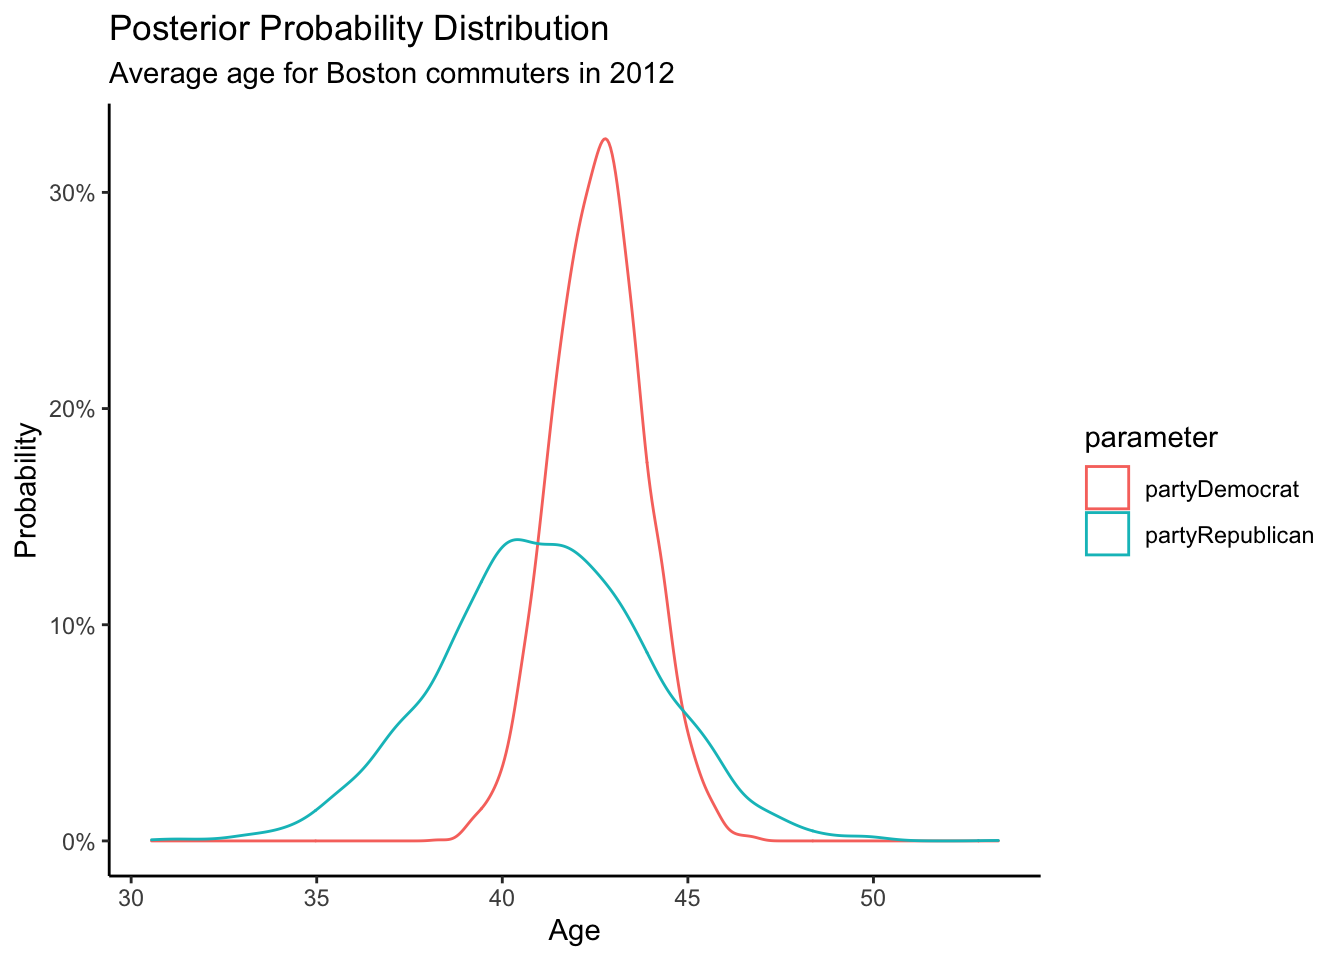 Posterior Probability Distribution
Average age for Boston commuters in 2012
Probability
30%
20%
10%
0%
30 35 40 45 50
Age
parameter
partyDemocrat
partyRepublican